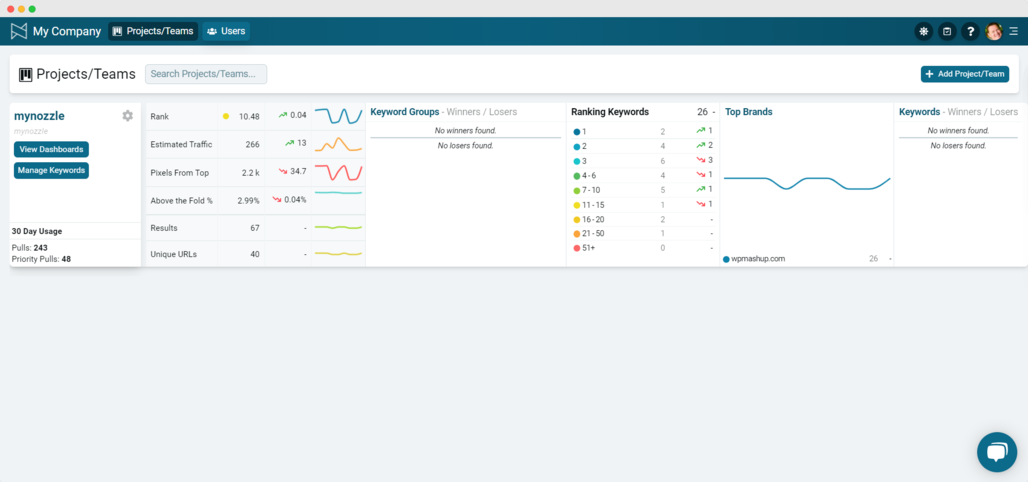 My Company Projects/Teams Users ?
Projects/Teams Search Projects/Teams... + Add Project/Team
mynozzle
mynozzle
View Dashboards
Manage Keywords
30 Day Usage
Pulls: 243
Priority Pulls: 48
Rank 10.48 0.04
Estimated Traffic 266 13
Pixels From Top 2.2 k 34.7
Above the Fold % 2.99% 0.04%
Results 67 -
Unique URLs 40 -
Keyword Groups - Winners / Losers
No winners found.
No losers found.
Ranking Keywords 26 -
1 2 1
2 4 2
3 6 3
4 - 6 4 1
7 - 10 5 1
11 - 15 1 1
16 - 20 2 -
21 - 50 1 -
51+ 0 -
Top Brands
wpmashup.com 26 -
Keywords - Winners / Losers
No winners found.
No losers found.